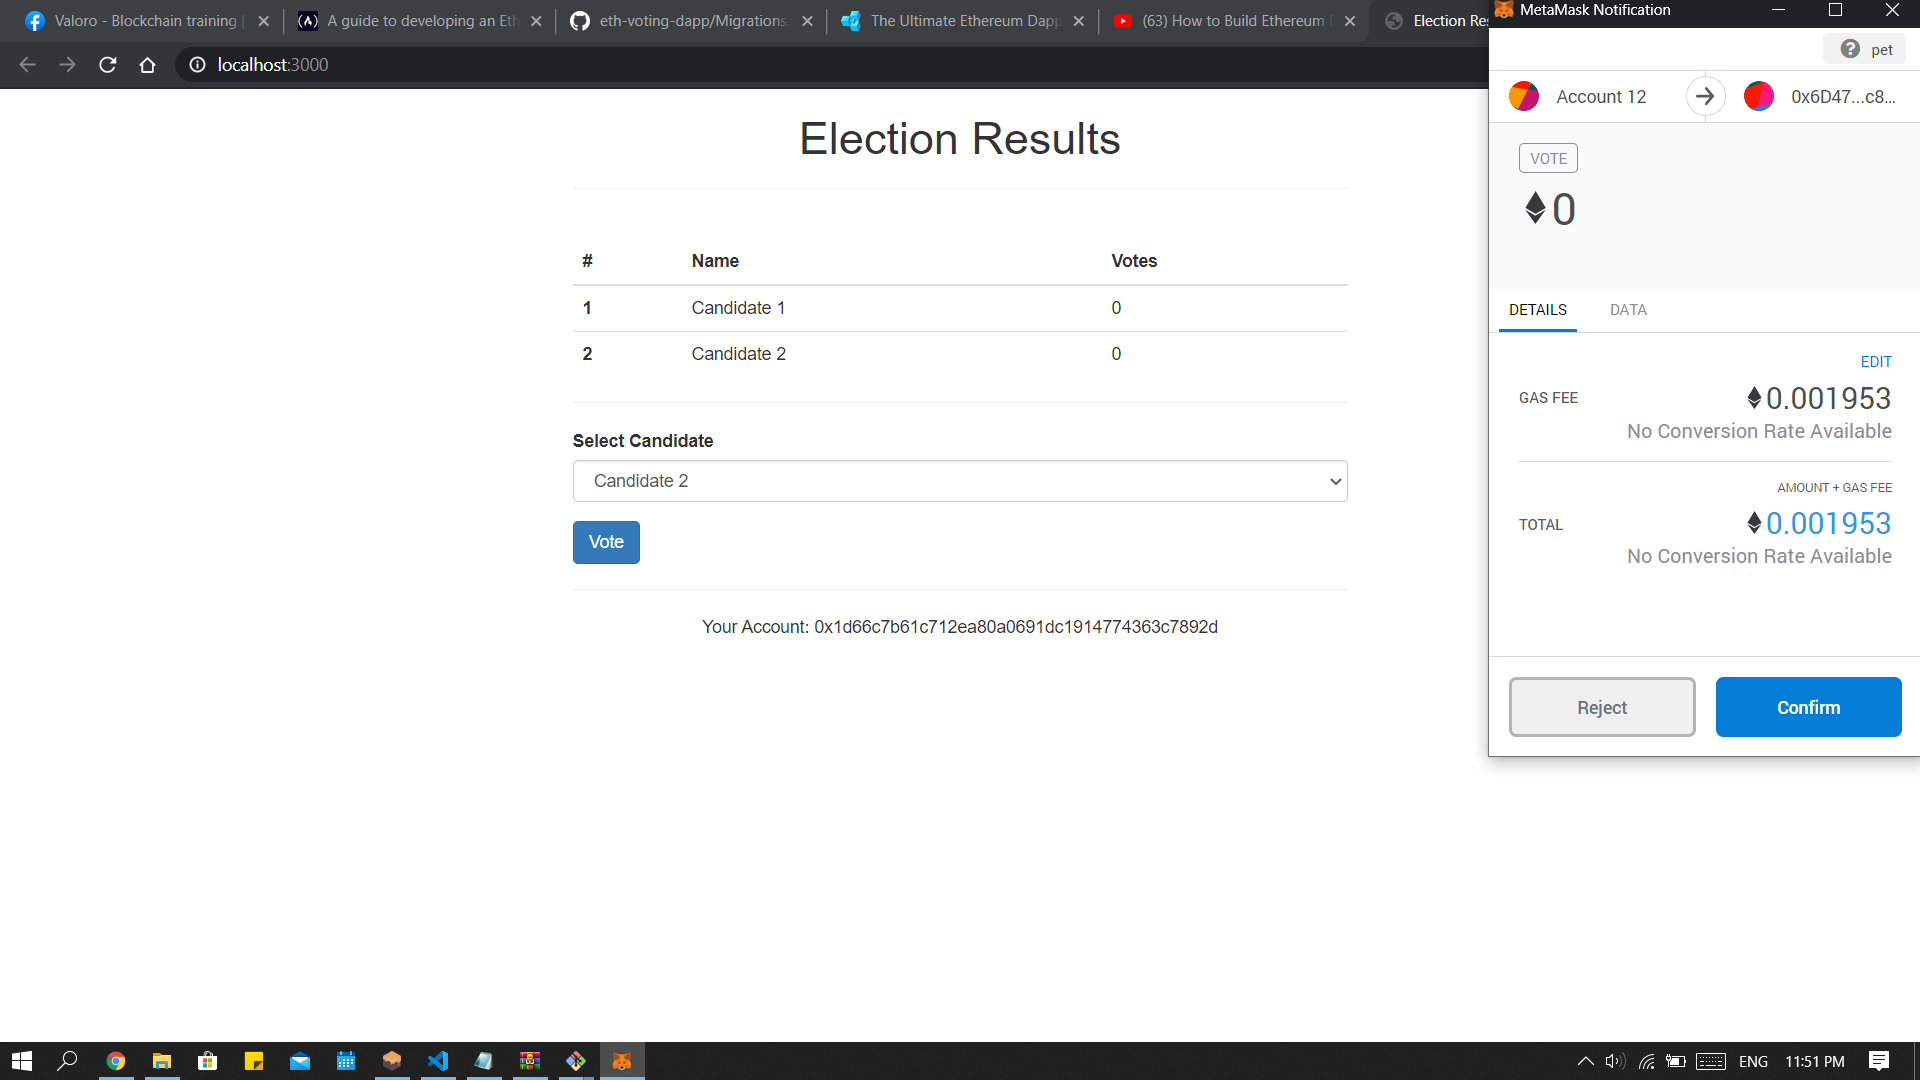 Valoro - Blockchain training |
A guide to developing an Eth
eth-voting-dapp/Migrations.
The Ultimate Ethereum Dapp
(63) How to Build Ethereum D
Election Res
MetaMask Notification
localhost:3000
pet
Account 12
0x6D47...c8...
VOTE
0
DETAILS
DATA
EDIT
GAS FEE
0.001953
No Conversion Rate Available
AMOUNT + GAS FEE
TOTAL
0.001953
No Conversion Rate Available
Reject
Confirm
Election Results
# Name Votes
1 Candidate 1 0
2 Candidate 2 0
Select Candidate
Candidate 2
Vote
Your Account: 0x1d66c7b61c712ea80a0691dc1914774363c7892d
ENG
11:51 PM